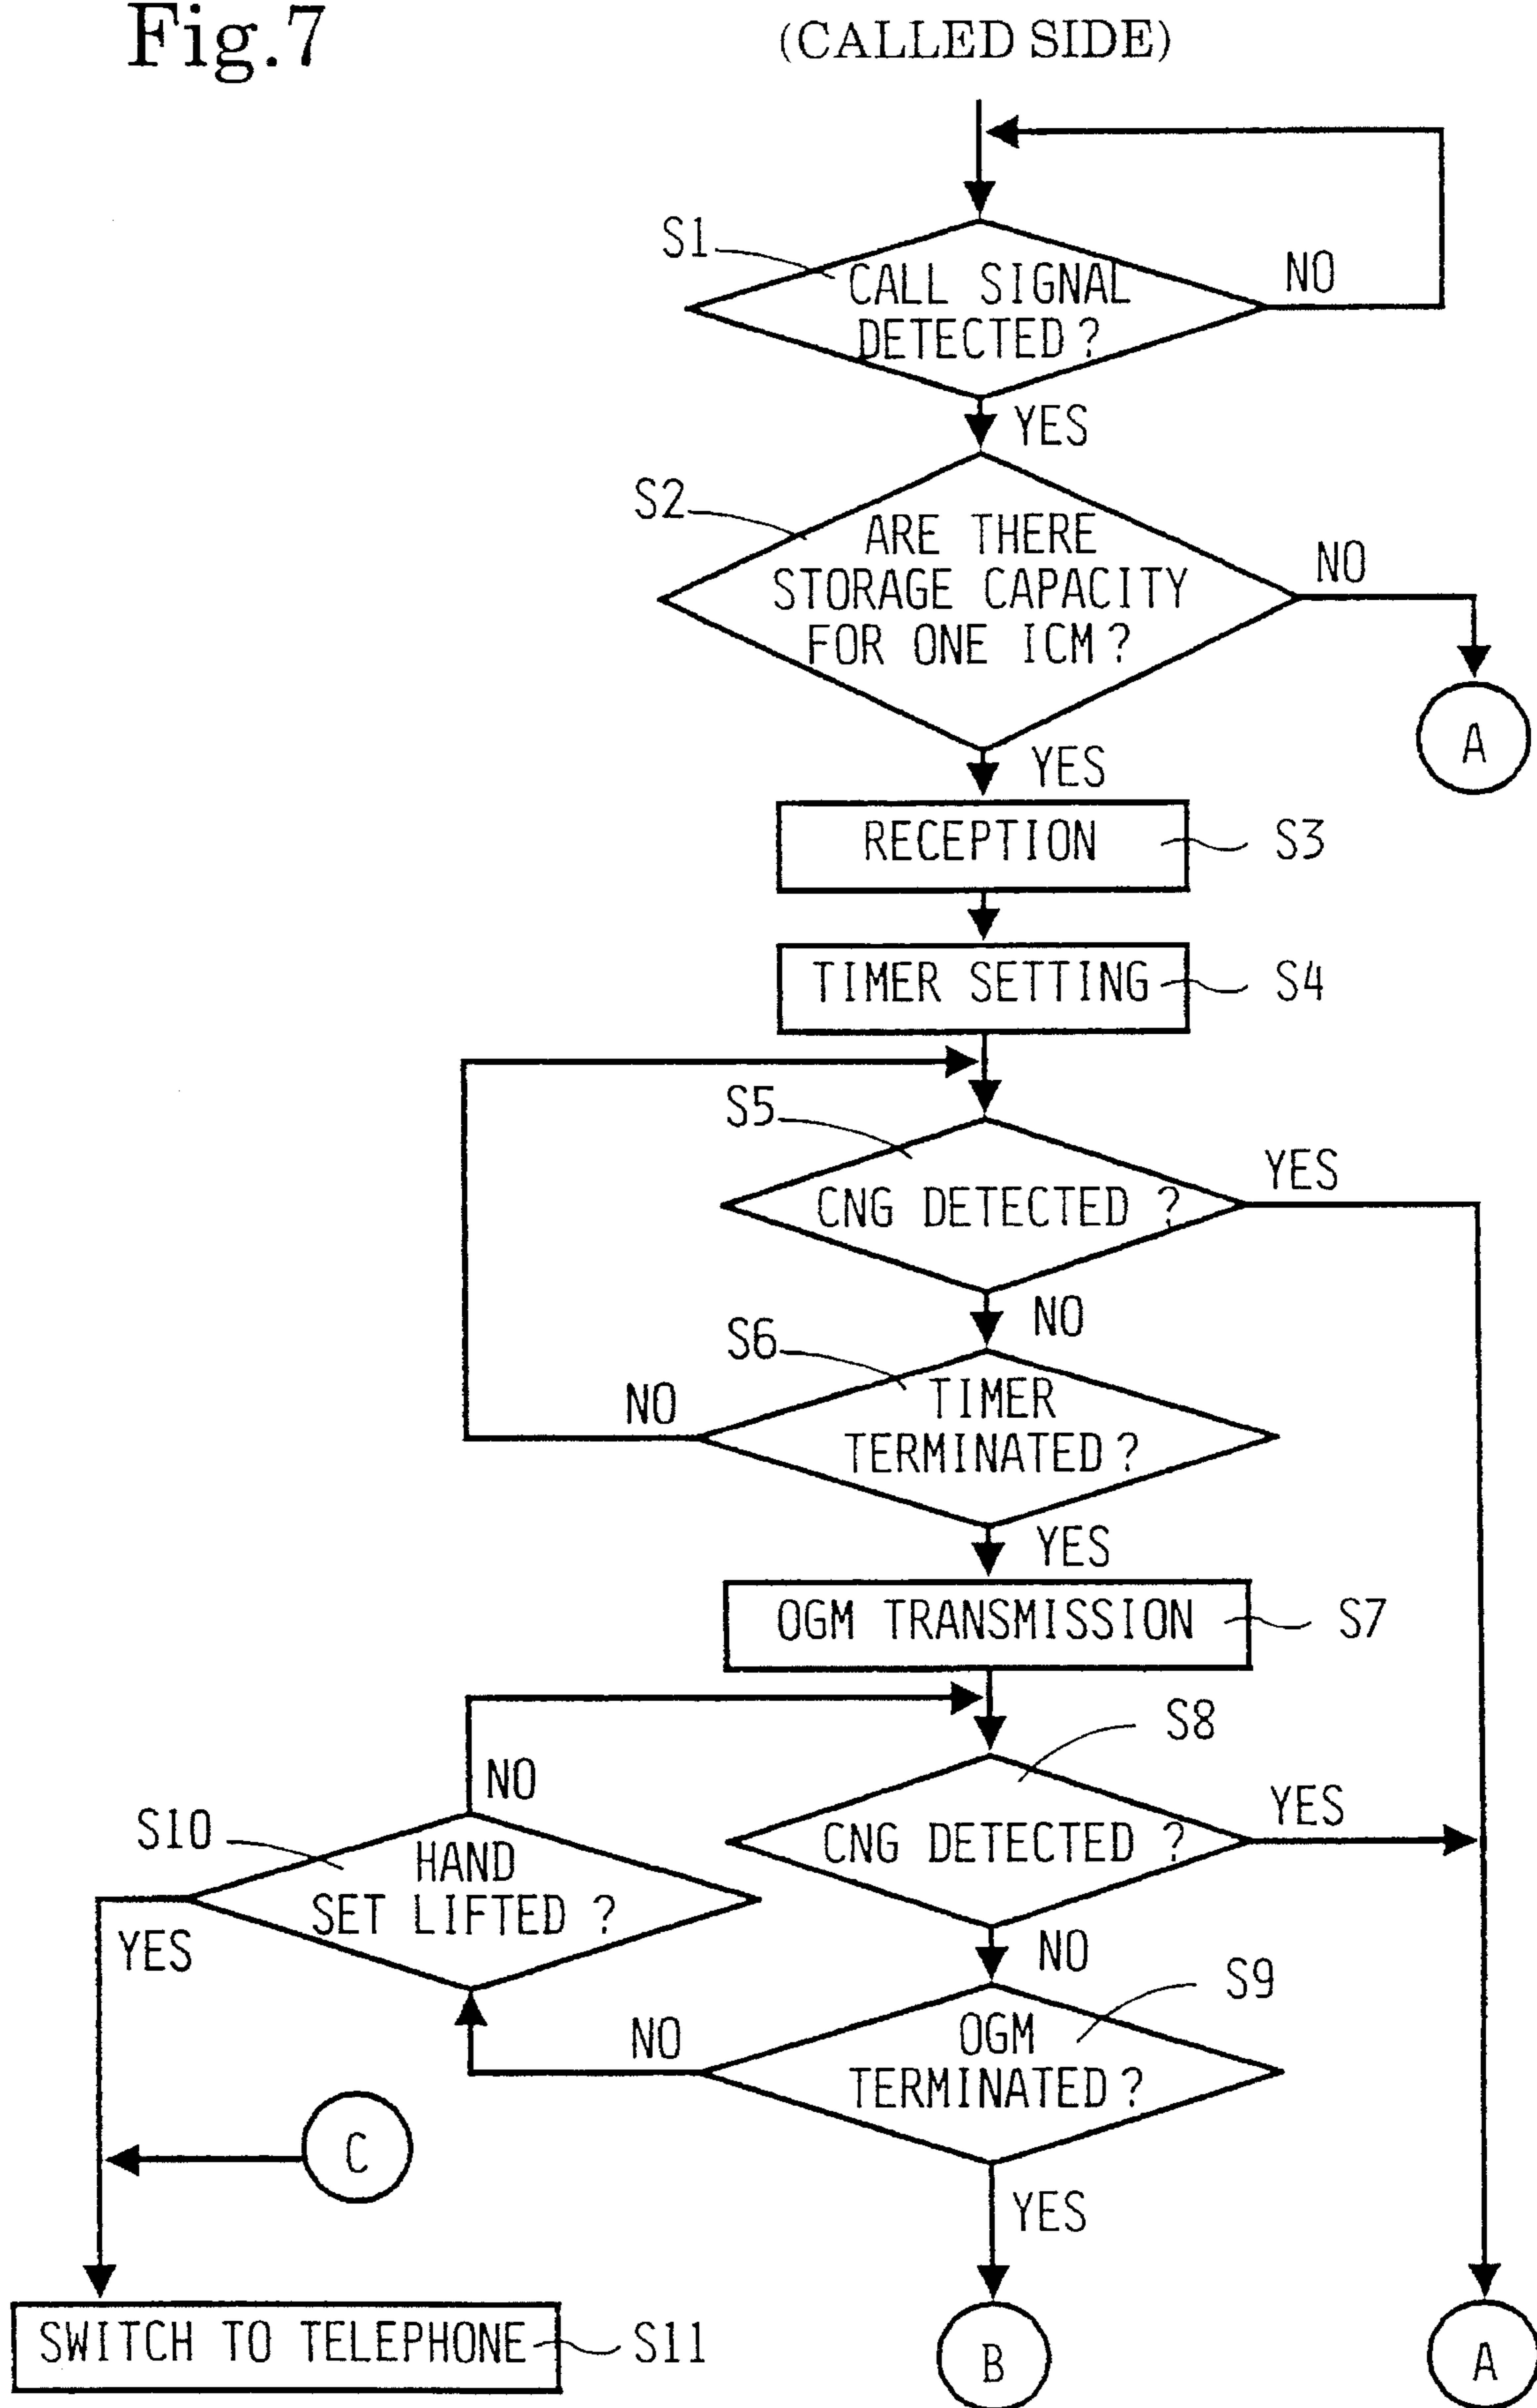 Fig.7
(CALLED SIDE)
S1
CALL SIGNAL
DETECTED?
NO
YES
S2
ARE THERE
STORAGE CAPACITY
FOR ONE ICM?
NO
A
YES
RECEPTION
S3
TIMER SETTING
S4
S5
CNG DETECTED ?
YES
NO
S6
TIMER
TERMINATED?
NO
YES
OGM TRANSMISSION
S7
S8
CNG DETECTED ?
YES
NO
S10
HAND
SET LIFTED ?
NO
YES
S9
OGM
TERMINATED?
NO
C
YES
SWITCH TO TELEPHONE
S11
B
A